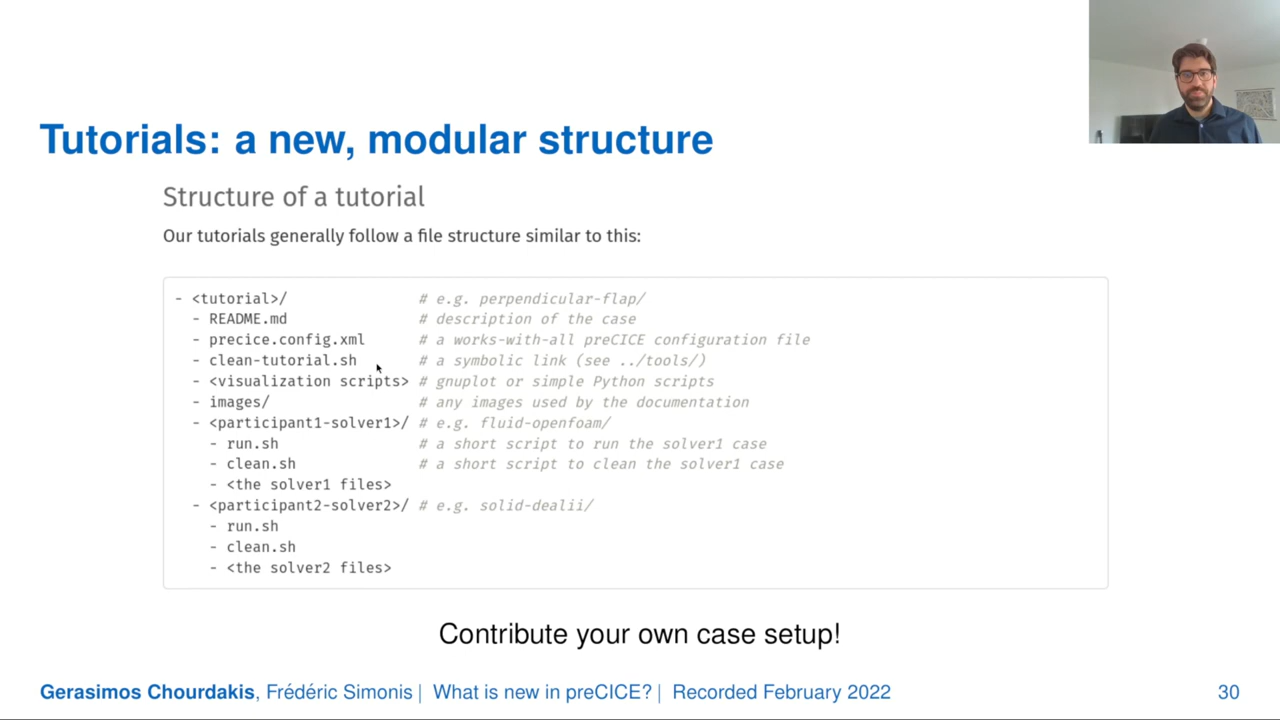 Tutorials: a new, modular structure
Structure of a tutorial
Our tutorials generally follow a file structure similar to this:
- <tutorial>/ # e.g. perpendicular-flap/
- README.md # description of the case
- precice.config.xml # a works-with-all preCICE configuration file
- clean-tutorial.sh # a symbolic link (see ../tools/)
- <visualization scripts> # gnuplot or simple Python scripts
- images/ # any images used by the documentation
- <participant1-solver1>/ # e.g. fluid-openfoam/
- run.sh # a short script to run the solver1 case
- clean.sh # a short script to clean the solver1 case
- <the solver1 files>
- <participant2-solver2>/ # e.g. solid-dealii/
- run.sh
- clean.sh
- <the solver2 files>
Contribute your own case setup!
Gerasimos Chourdakis, Frédéric Simonis | What is new in preCICE? | Recorded February 2022 30